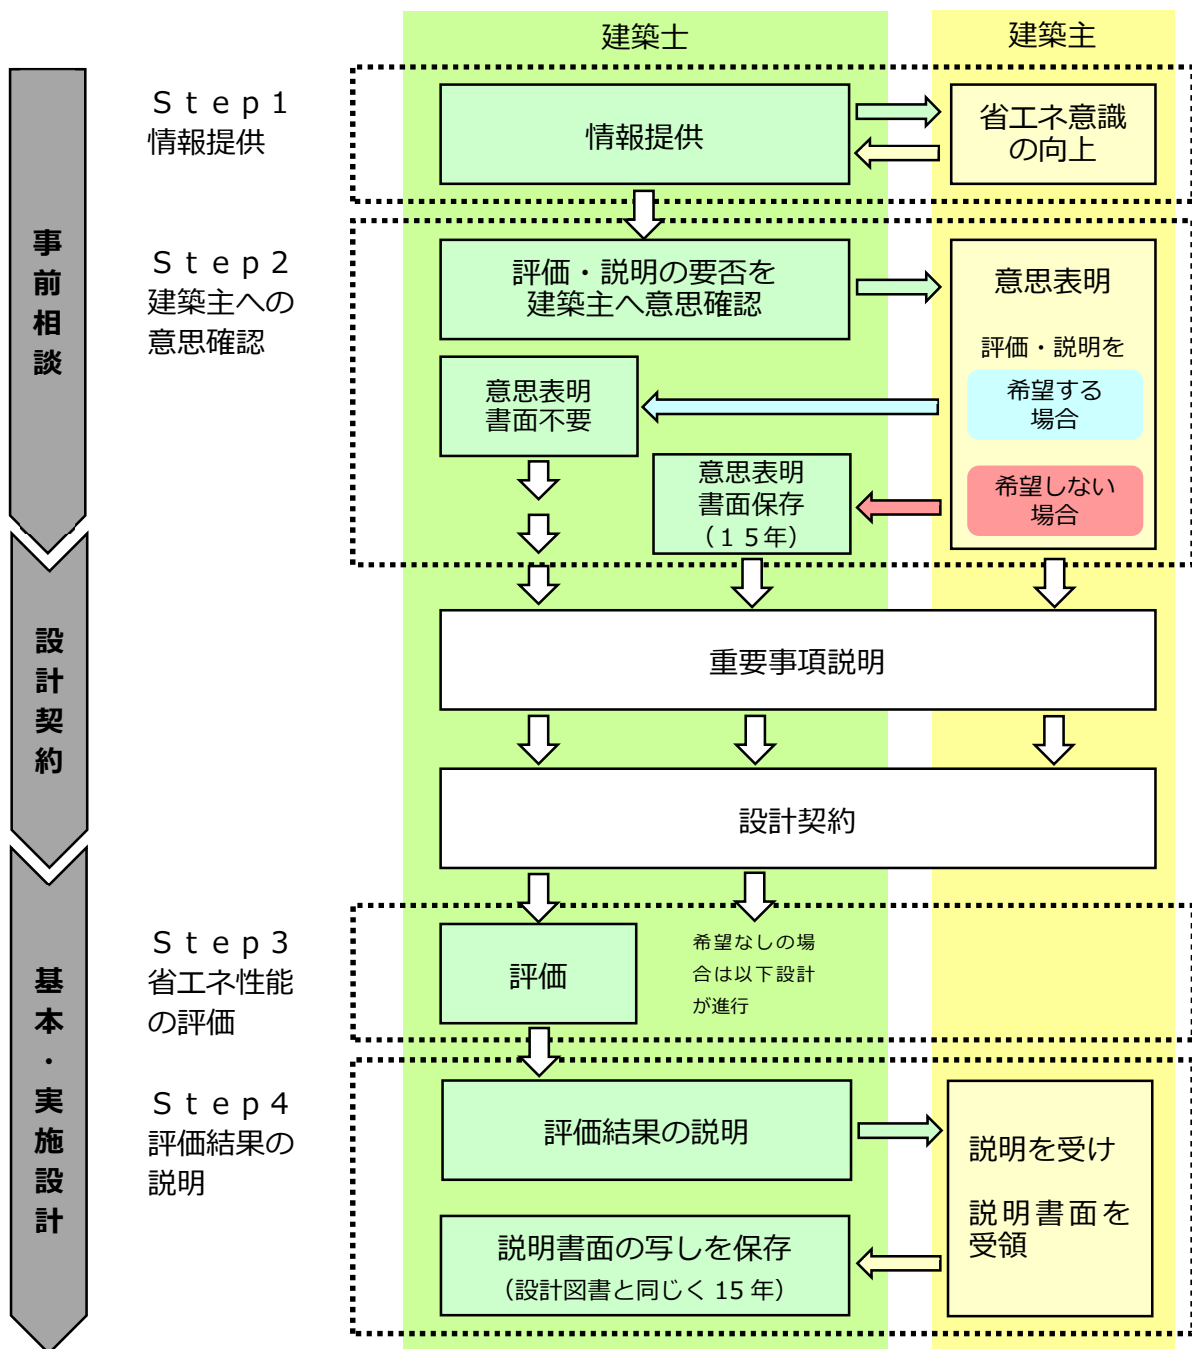 建築士
建築主
事前相談
Ｓｔｅｐ１
情報提供
情報提供
省エネ意識
の向上
Ｓｔｅｐ２
建築主への
意思確認
評価・説明の要否を
建築主へ意思確認
意思表明
評価・説明を
希望する
場合
意思表明
書面不要
希望しない
場合
意思表明
書面保存
（１５年）
設計契約
重要事項説明
設計契約
基本・実施設計
Ｓｔｅｐ３
省エネ性能
の評価
評価
希望なしの場
合は以下設計
が進行
Ｓｔｅｐ４
評価結果の
説明
評価結果の説明
説明を受け
説明書面を
受領
説明書面の写しを保存
（設計図書と同じく 15 年）